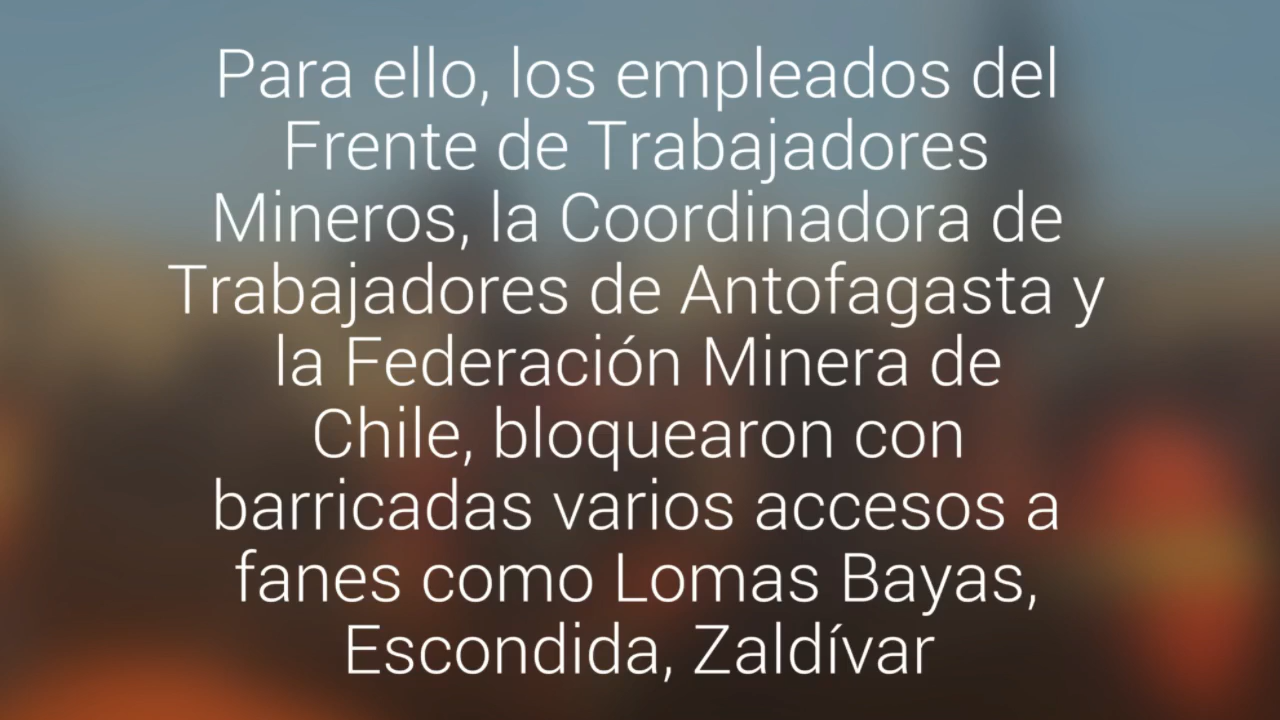 Para ello, los empleados del
Frente de Trabajadores
Mineros, la Coordinadora de
Trabajadores de Antofagasta y
la Federación Minera de
Chile, bloquearon con
barricadas varios accesos a
fanes como Lomas Bayas,
Escondida, Zaldívar